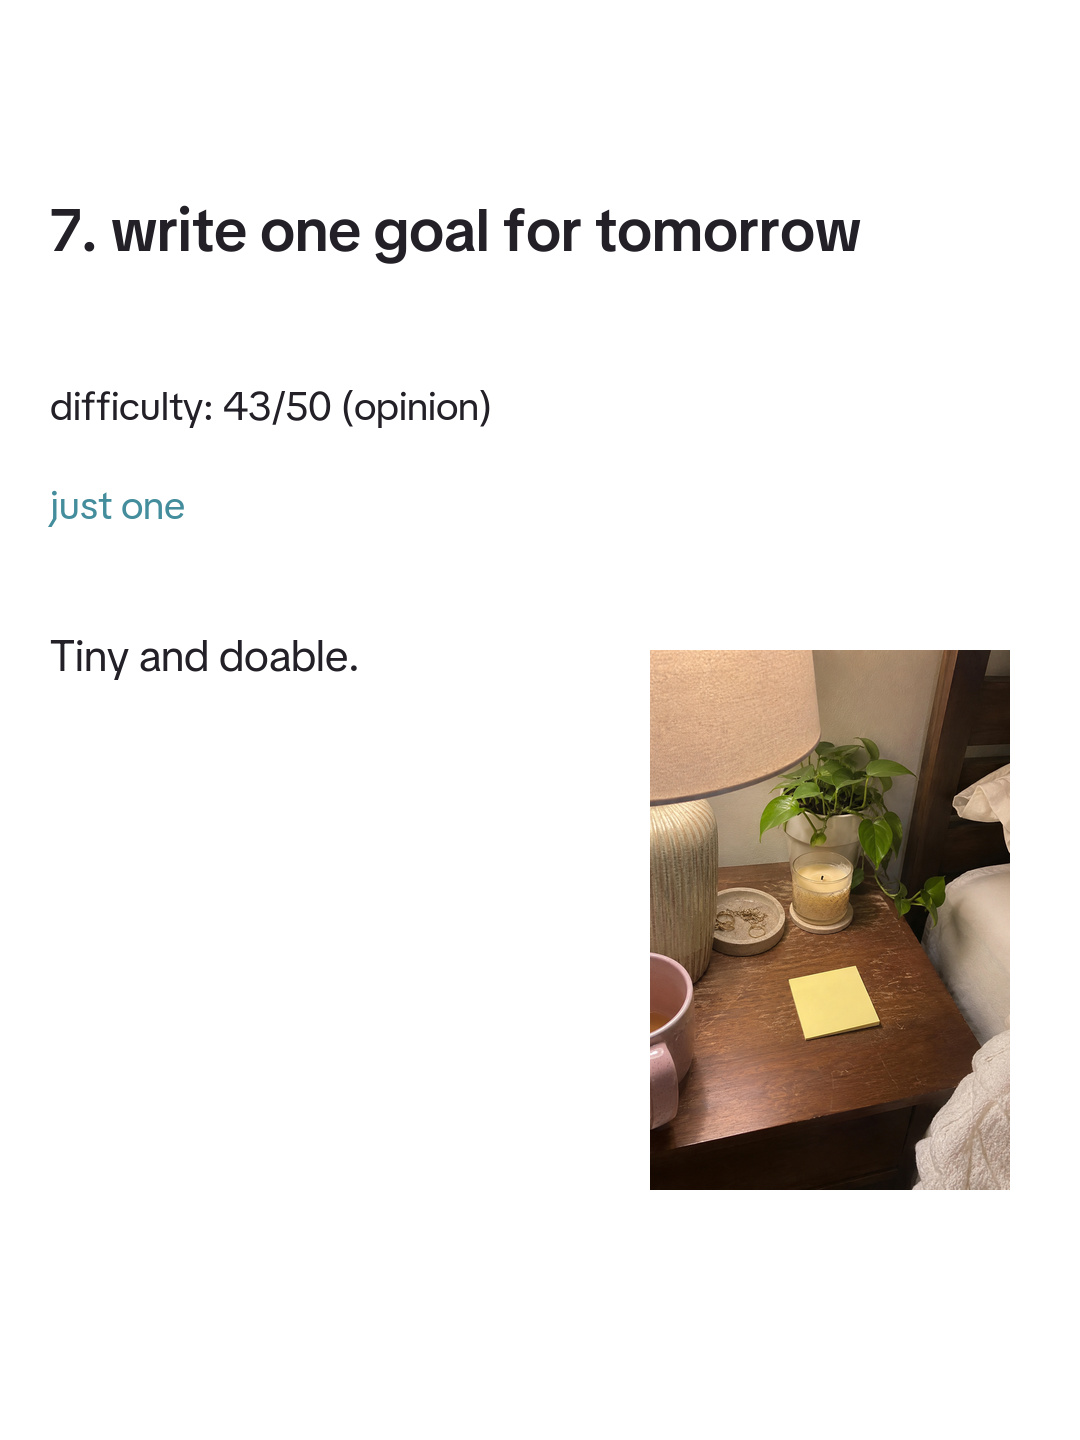 7. write one goal for tomorrow
difficulty: 43/50 (opinion)
just one
Tiny and doable.